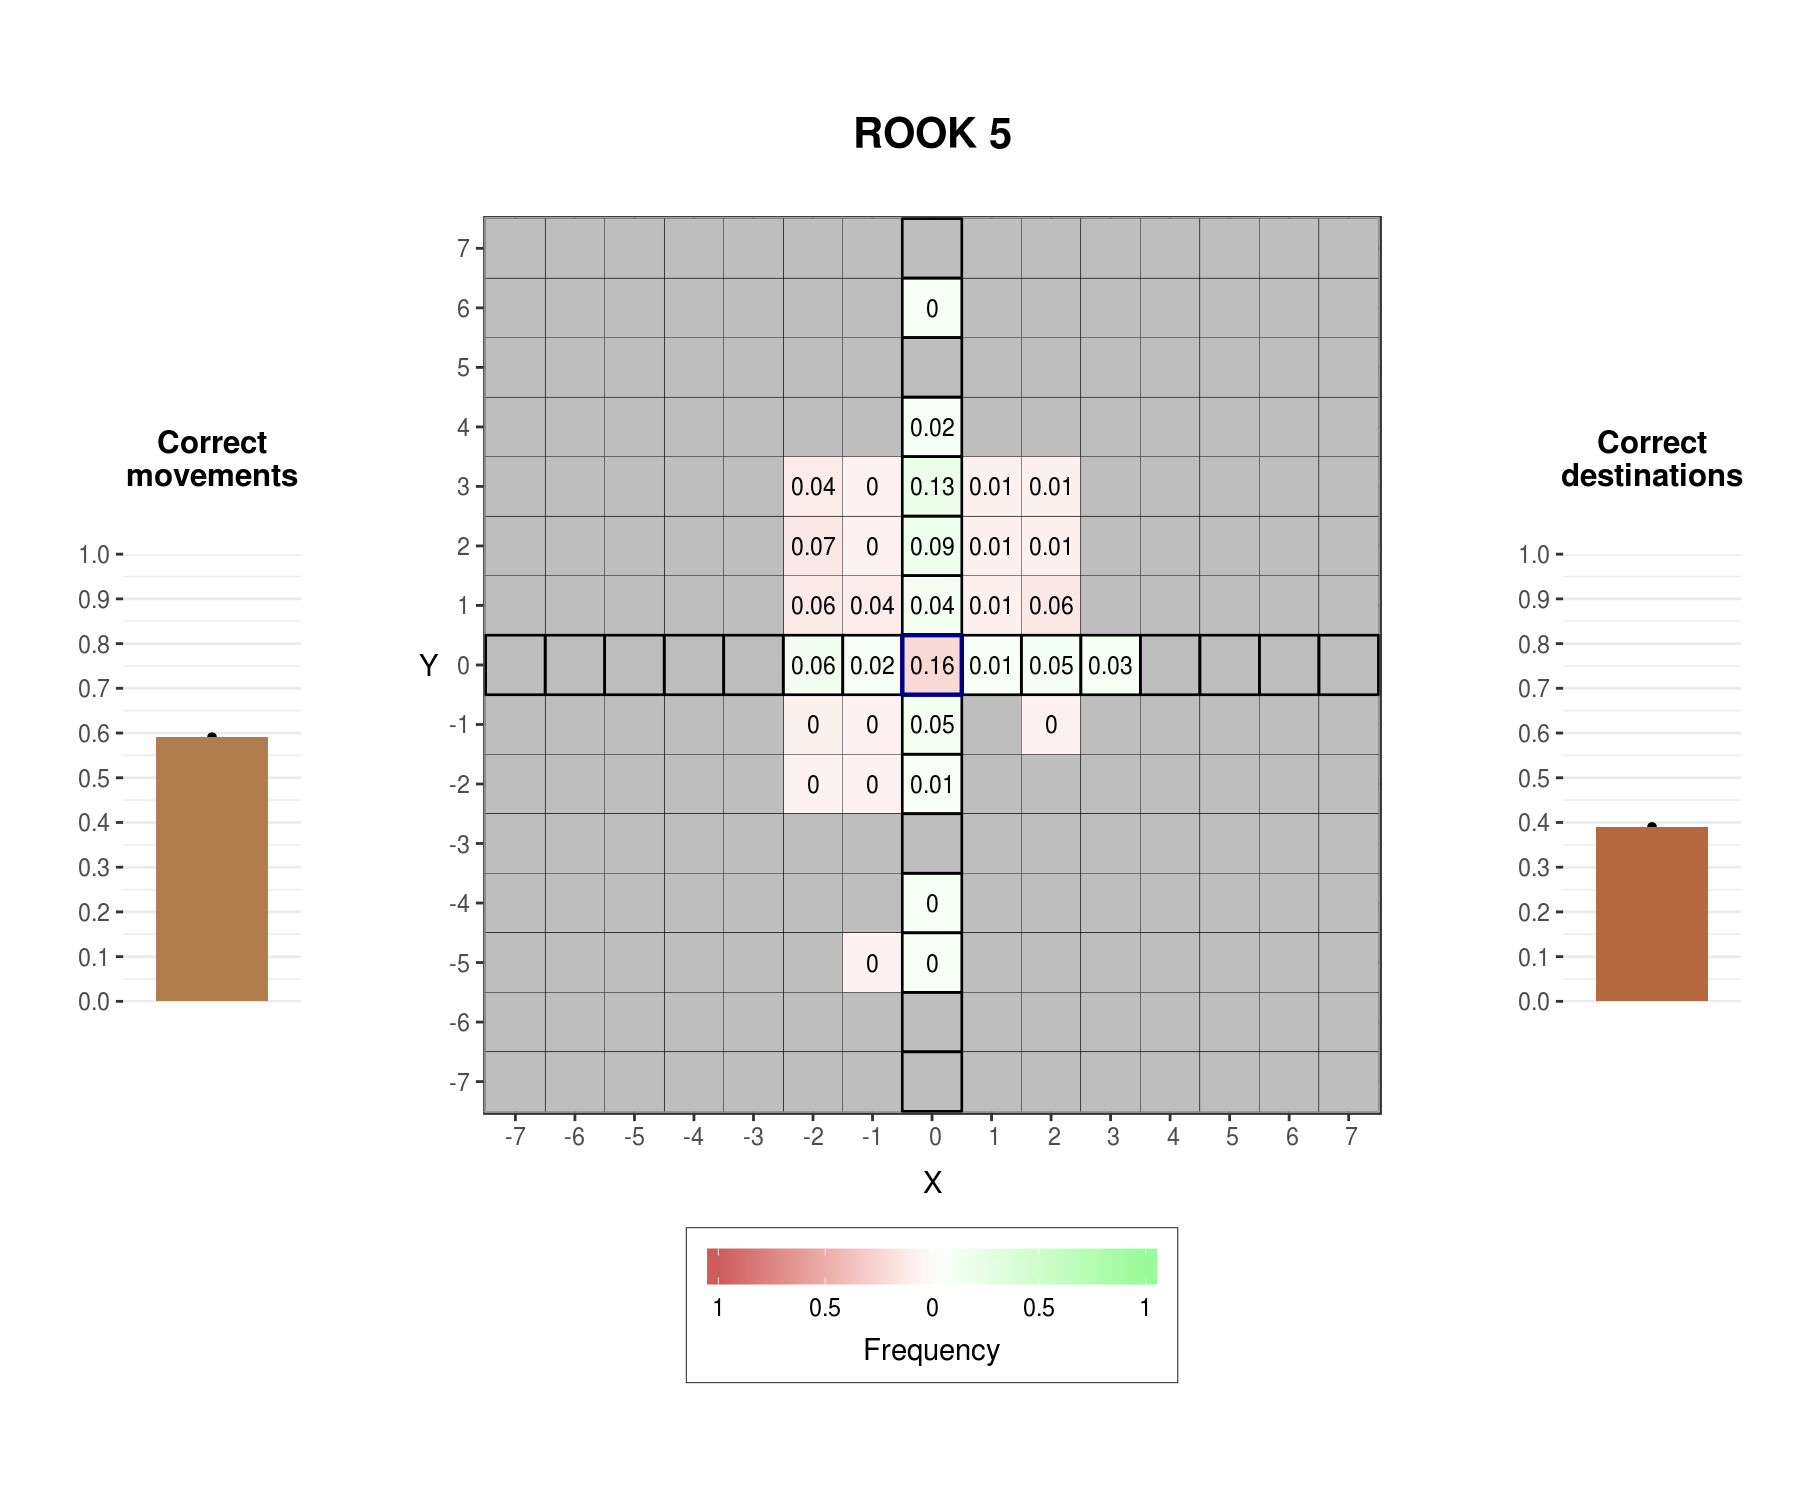 ROOK 5
Correct
movements
1.0
0.9
0.8
0.7
0.6
0.5
0.4
0.3
0.2
0.1
0.0
Y
7
6 0
5
4 0.02
3 0.04 0 0.13 0.01 0.01
2 0.07 0 0.09 0.01 0.01
1 0.06 0.04 0.04 0.01 0.06
0 0.06 0.02 0.16 0.01 0.05 0.03
-1 0 0 0.05 0
-2 0 0 0.01
-3
-4 0
-5 0 0
-6
-7
-7 -6 -5 -4 -3 -2 -1 0 1 2 3 4 5 6 7
X
1 0.5 0 0.5 1
Frequency
Correct
destinations
1.0
0.9
0.8
0.7
0.6
0.5
0.4
0.3
0.2
0.1
0.0